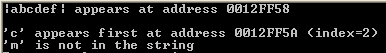 |abcdef| appears at address 0012FF58
'c' appears first at address 0012FF5A (index=2)
'm' is not in the string